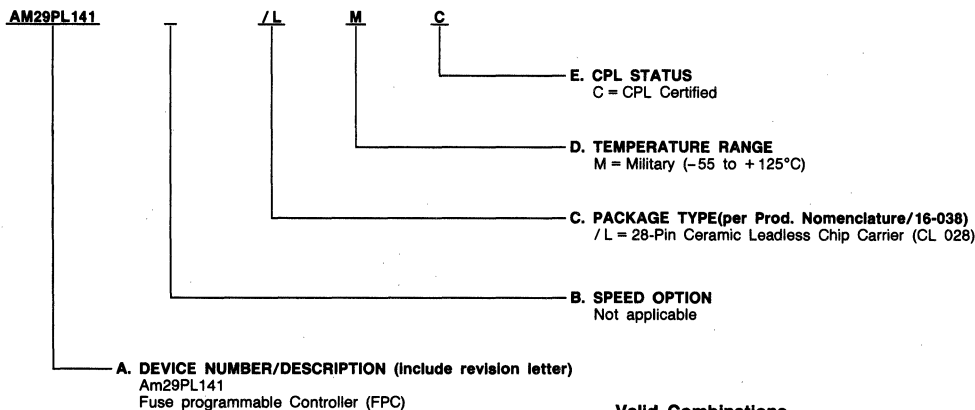 AM29PL141 - /L M C
E. CPL STATUS
C = CPL Certified
D. TEMPERATURE RANGE
M = Military (-55 to +125°C)
C. PACKAGE TYPE(per Prod. Nomenclature/16-038)
/L = 28-Pin Ceramic Leadless Chip Carrier (CL 028)
B. SPEED OPTION
Not applicable
A. DEVICE NUMBER/DESCRIPTION (include revision letter)
Am29PL141
Fuse programmable Controller (FPC)
Valid Combinations